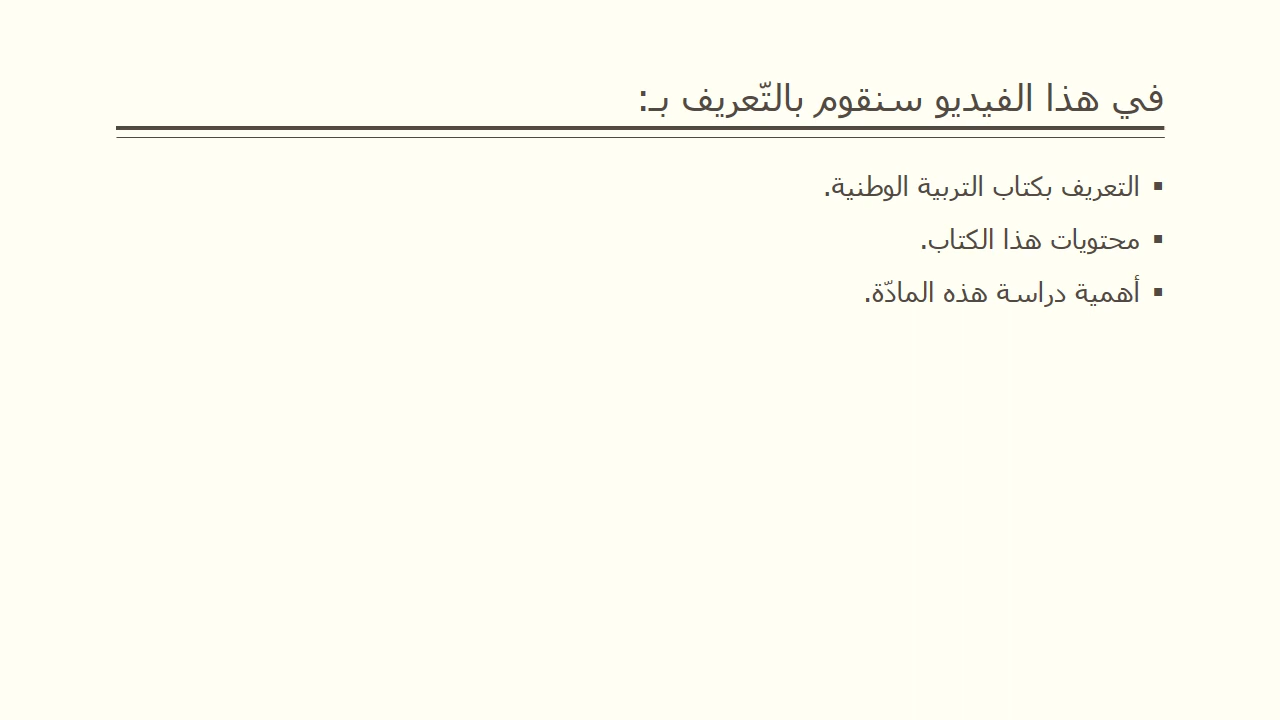 في هذا الفيديو سنقوم بالتّعريف بـ:
▪ التعريف بكتاب التربية الوطنية.
▪ محتويات هذا الكتاب.
▪ أهمية دراسة هذه المادّة.